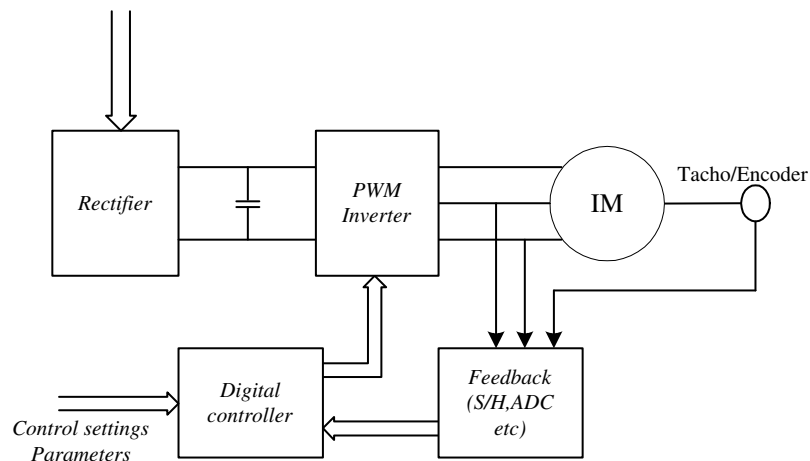 Rectifier
PWM
Inverter
IM
Tacho/Encoder
Digital
controller
Feedback
(S/H,ADC
etc)
Control settings
Parameters